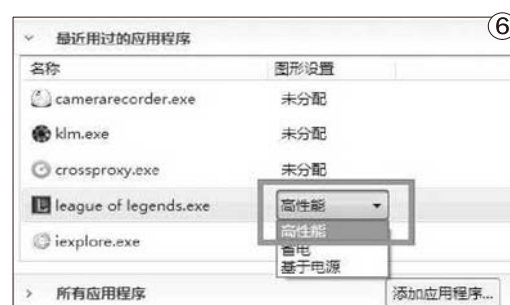 ⑥
最近用过的应用程序
名称 图形设置
camerarecorder.exe 未分配
klm.exe 未分配
crossproxy.exe 未分配
league of legends.exe 高性能
高性能
iexplore.exe 省电
基于电源
所有应用程序 添加应用程序...